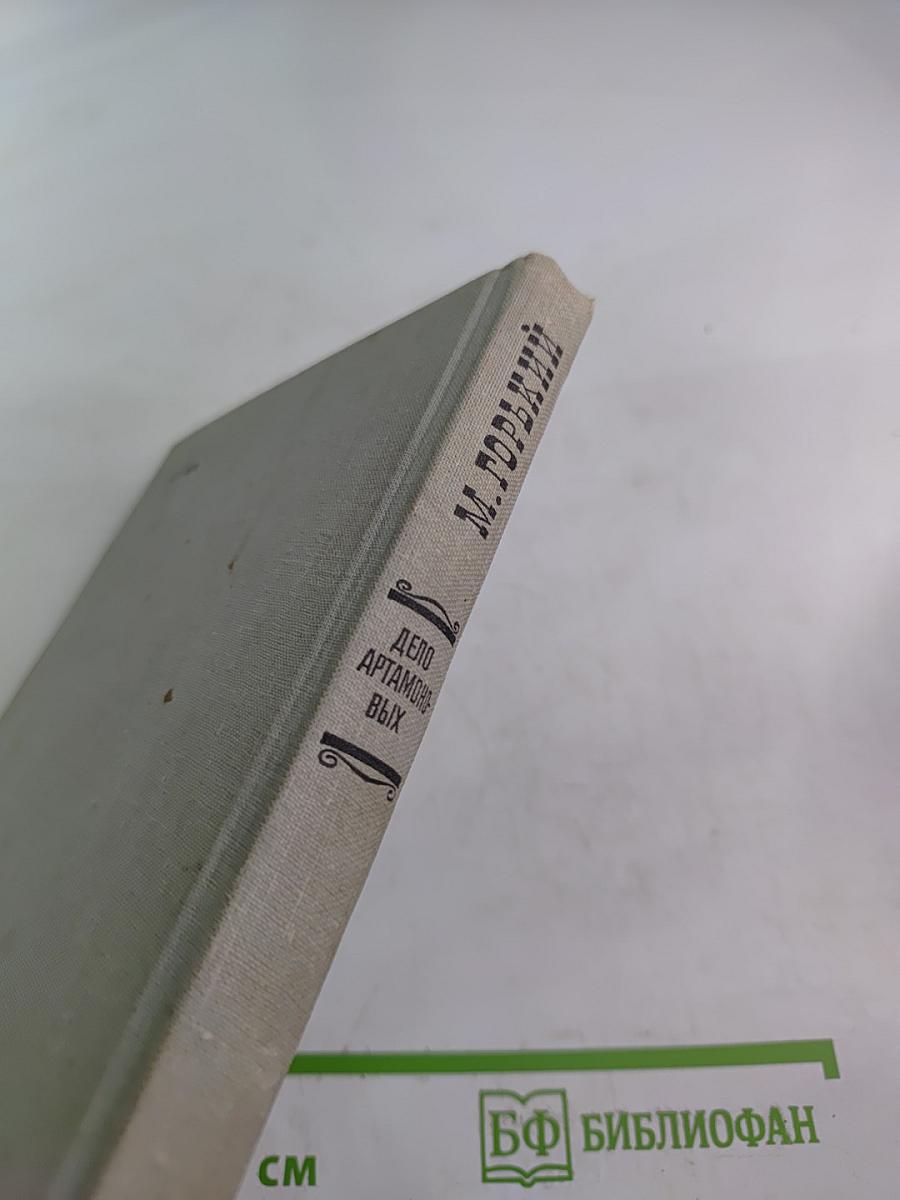 М. ГОРЬКИЙ
ДЕЛО
АРТАМОНО-
ВЫХ
СМ
БФ БИБЛИОФАН